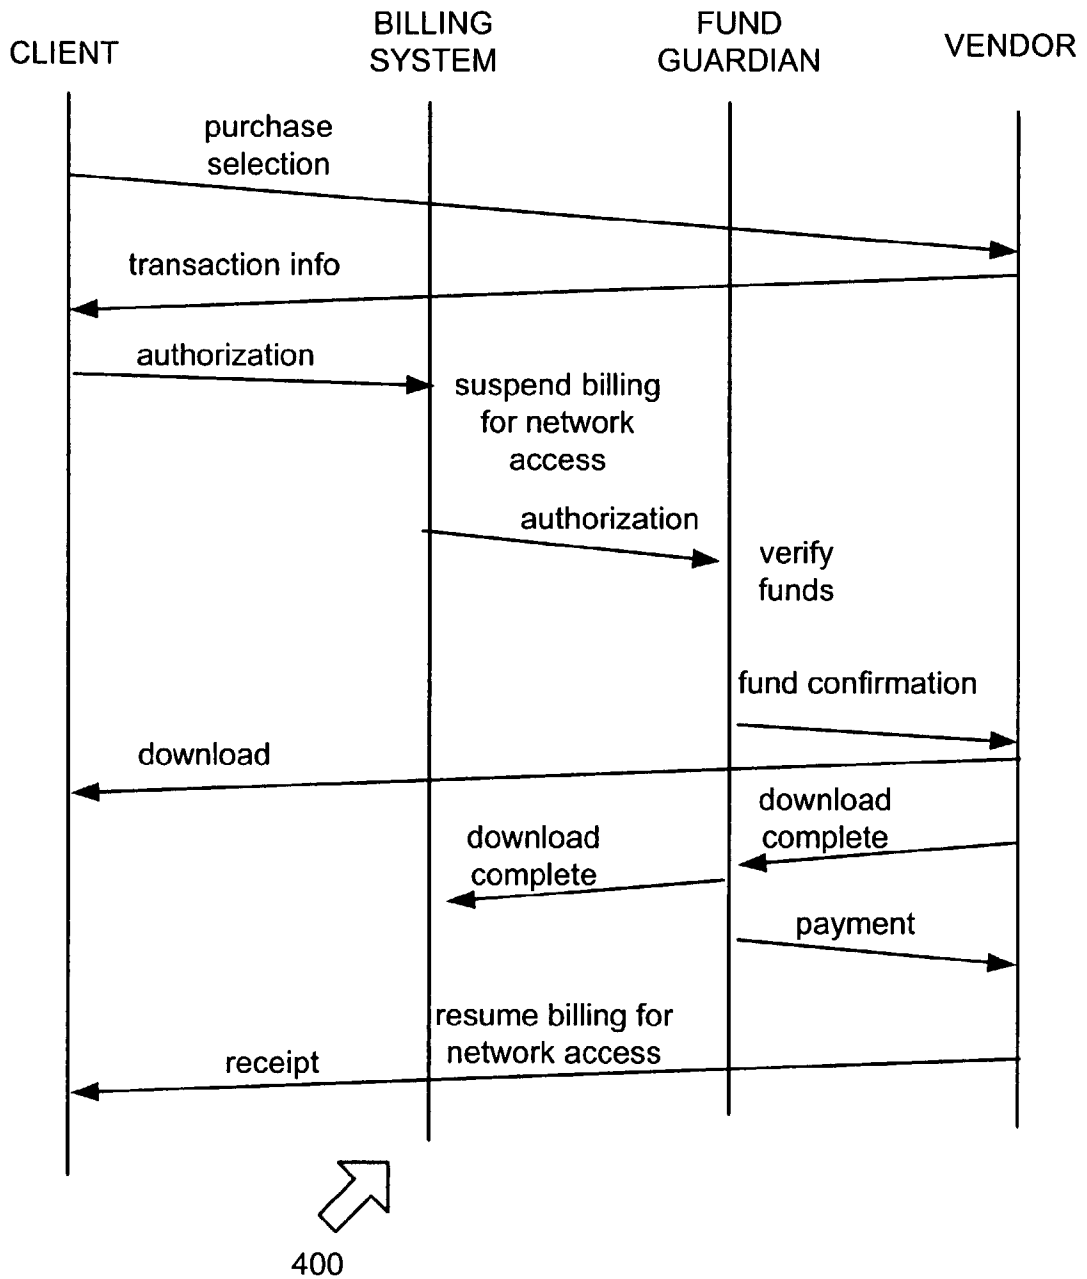 CLIENT
BILLING
SYSTEM
FUND
GUARDIAN
VENDOR
purchase
selection
transaction info
authorization
suspend billing
for network
access
authorization
verify
funds
fund confirmation
download
download
complete
download
complete
payment
resume billing for
network access
receipt
400